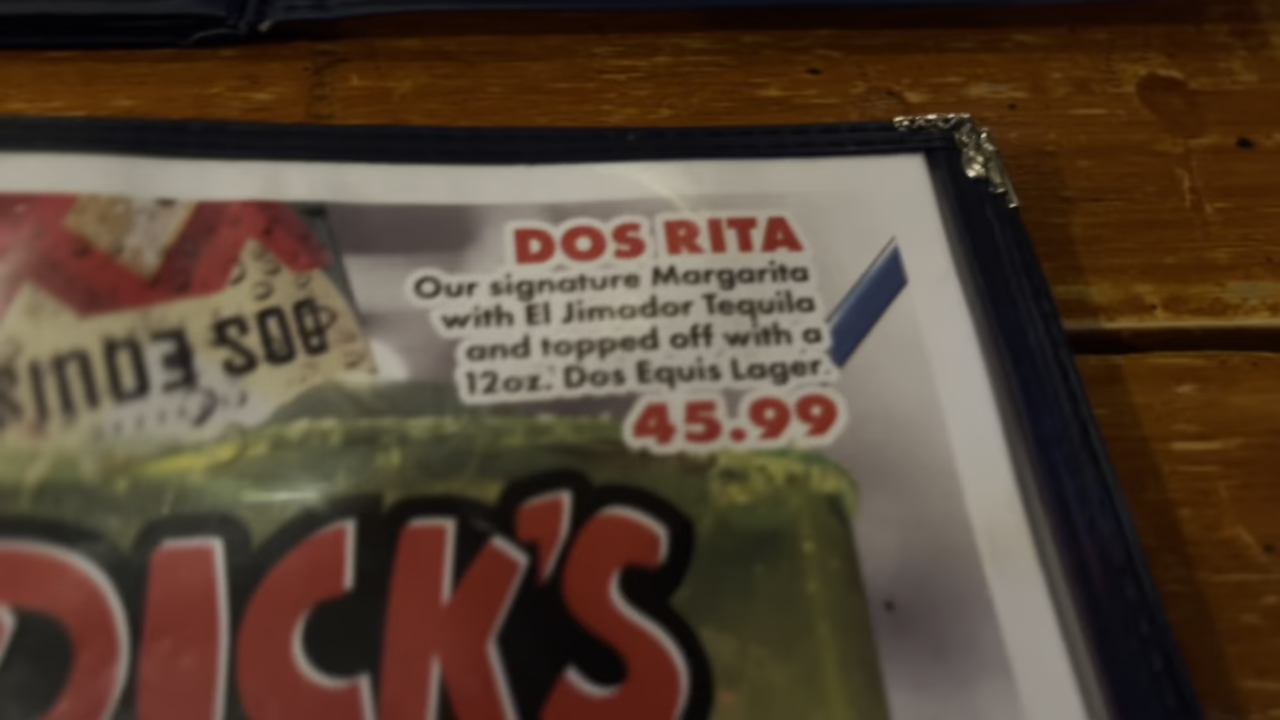 DOS RITA
Our signature Margarita
with El Jimador Tequila
and topped off with a
12oz. Dos Equis Lager.
45.99
DOS EQUIS
DICK'S